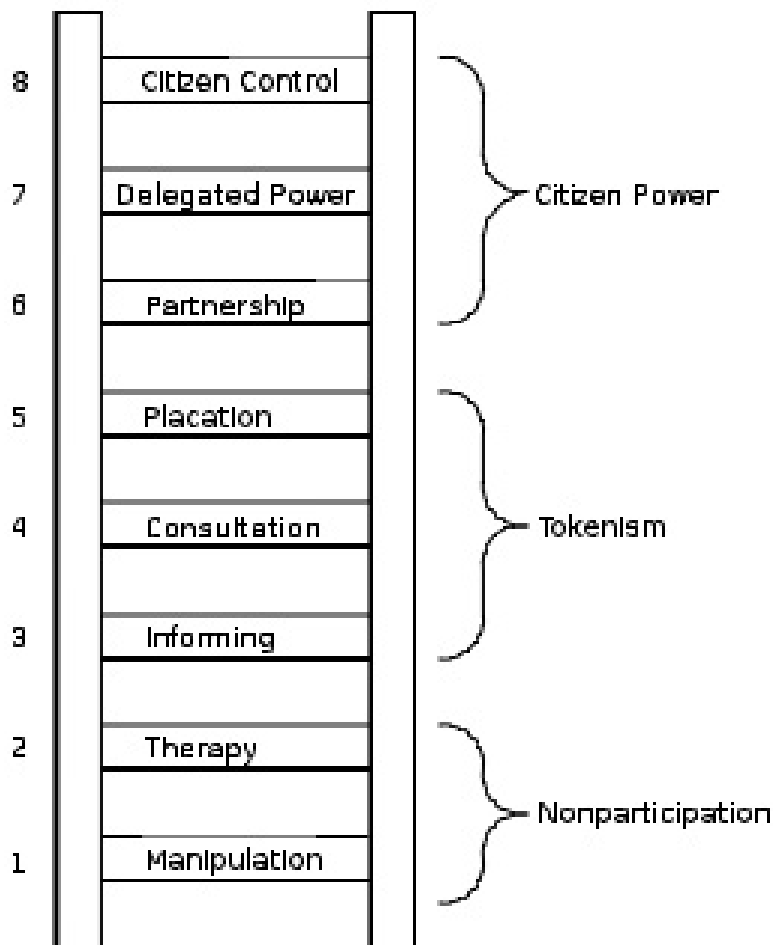 8 Citizen Control
7 Delegated Power
Citizen Power
6 Partnership
5 Placation
4 Consultation
Tokenism
3 Informing
2 Therapy
Nonparticipation
1 Manipulation